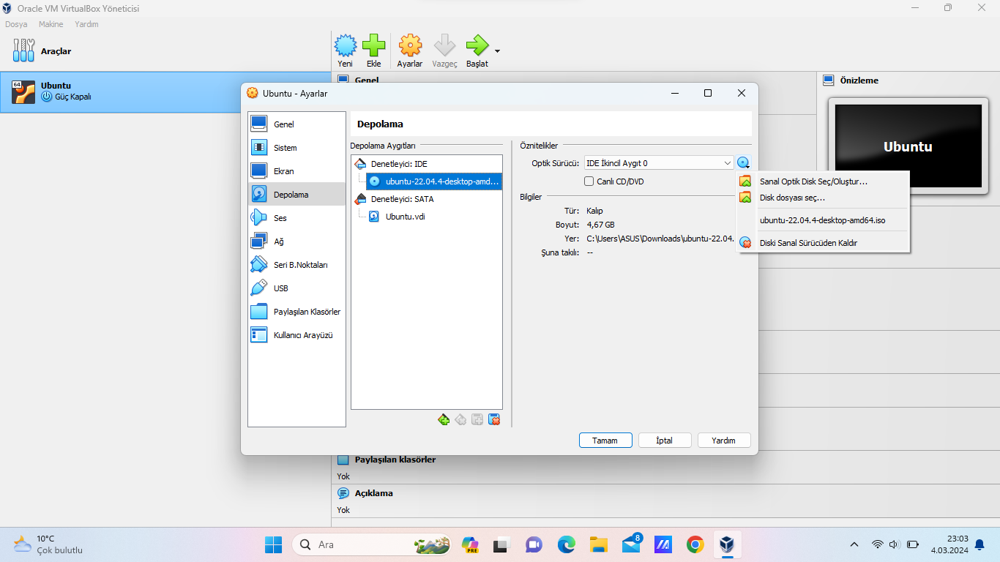 Oracle VM VirtualBox Yöneticisi
Dosya Makine Yardım
Araçlar
Yeni Ekle Ayarlar Vazgeç Başlat
64
Ubuntu
Güç Kapalı
Genel
Önizleme
Ubuntu
Ubuntu - Ayarlar
Genel
Sistem
Ekran
Depolama
Ses
Ağ
Seri B.Noktaları
USB
Paylaşılan Klasörler
Kullanıcı Arayüzü
Depolama
Depolama Aygıtları
Denetleyici: IDE
ubuntu-22.04.4-desktop-amd...
Denetleyici: SATA
Ubuntu.vdi
Öznitelikler
Optik Sürücü: IDE İkincil Aygıt 0
Canlı CD/DVD
Bilgiler
Tür: Kalıp
Boyut: 4,67 GB
Yer: C:\Users\ASUS\Downloads\ubuntu-22.04.
Şuna takılı: --
Sanal Optik Disk Seç/Oluştur...
Disk dosyası seç...
ubuntu-22.04.4-desktop-amd64.iso
Diski Sanal Sürücüden Kaldır
Tamam İptal Yardım
Paylaşılan klasörler
Yok
Açıklama
Yok
10°C
Çok bulutlu
Ara
PRE
8
23:03
4.03.2024